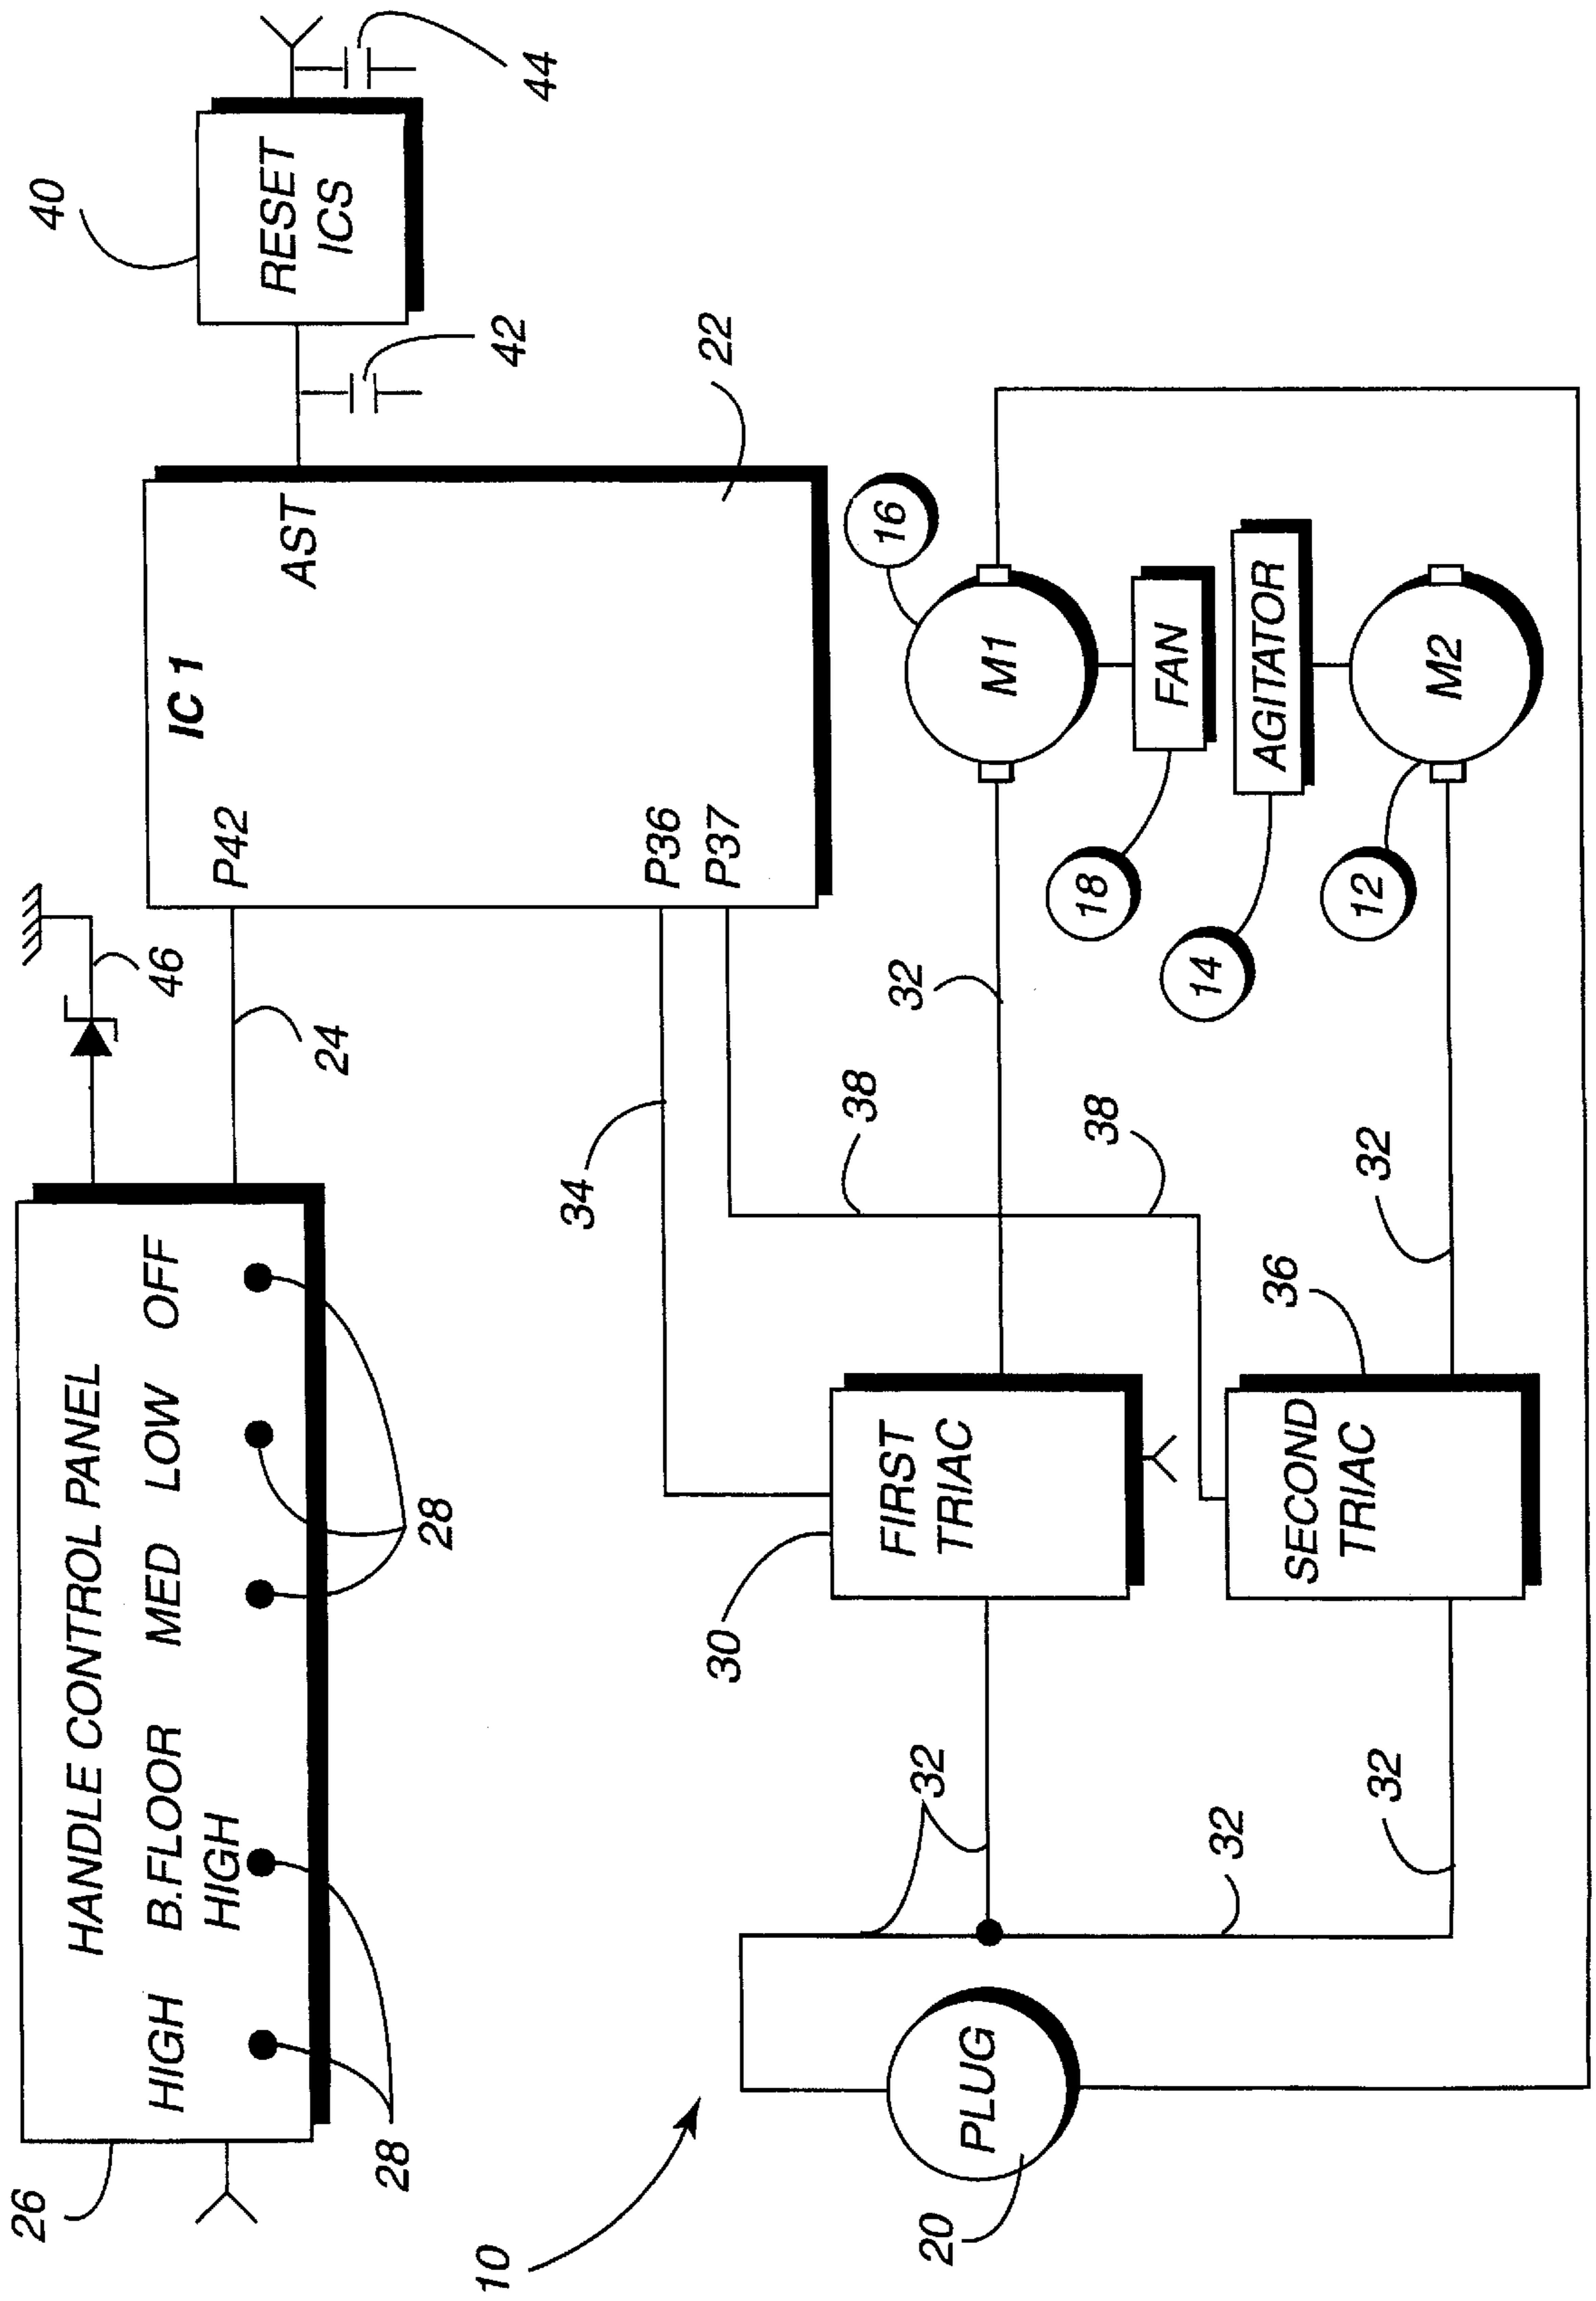 26
HANDLE CONTROL PANEL
HIGH B.FLOOR MED LOW OFF
HIGH
28
28
46
24
IC 1
P42
AST
P36
P37
22
42
40
RESET
ICS
44
34
38
38
30
FIRST
TRIAC
32
M1
16
FAN
18
AGITATOR
14
M2
12
36
SECOND
TRIAC
32
32
32
32
PLUG
20
10